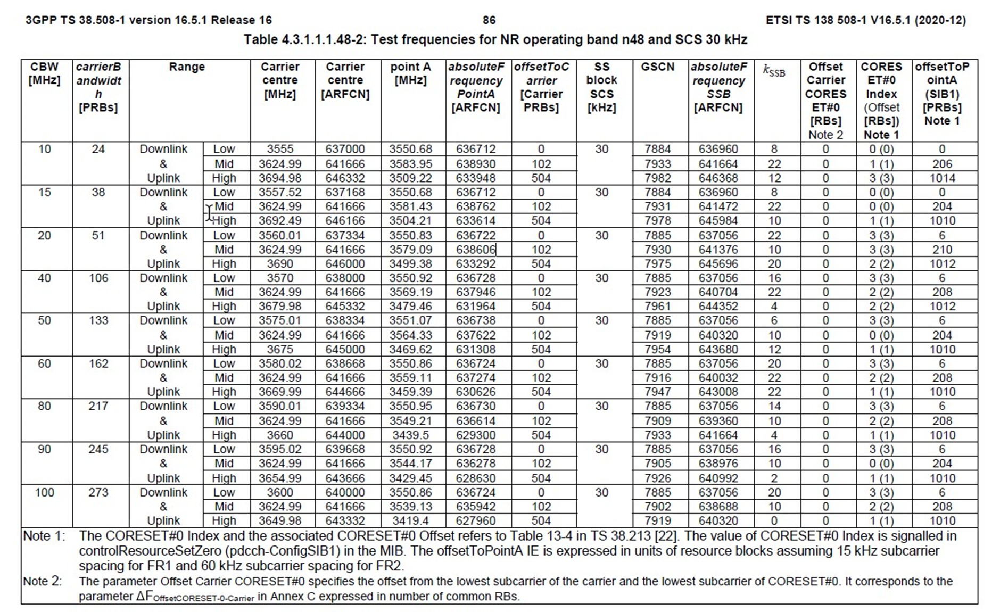 3GPP TS 38.508-1 version 16.5.1 Release 16 86 ETSI TS 138 508-1 V16.5.1 (2020-12)
Table 4.3.1.1.1.48-2: Test frequencies for NR operating band n48 and SCS 30 kHz
CBW [MHz] carrierBandwidth [PRBs] Range Carrier centre [MHz] Carrier centre [ARFCN] point A [MHz] absoluteFrequencyPointA [ARFCN] offsetToCarrier [Carrier PRBs] SS block SCS [kHz] GSCN absoluteFrequencySSB [ARFCN] kSSB Offset Carrier CORESET#0 [RBs] Note 2 CORESET#0 Index (Offset [RBs]) Note 1 offsetToPointA (SIB1) [PRBs] Note 1
10 24 Downlink Low 3555 637000 3550.68 636712 0 30 7884 636960 8 0 0 (0) 0
& Mid 3624.99 641666 3583.95 638930 102 7933 641664 22 0 1 (1) 206
Uplink High 3694.98 646332 3509.22 633948 504 7982 646368 12 0 3 (3) 1014
15 38 Downlink Low 3557.52 637168 3550.68 636712 0 30 7884 636960 8 0 0 (0) 0
& Mid 3624.99 641666 3581.43 638762 102 7931 641472 22 0 0 (0) 204
Uplink High 3692.49 646166 3504.21 633614 504 7978 645984 10 0 1 (1) 1010
20 51 Downlink Low 3560.01 637334 3550.83 636722 0 30 7885 637056 22 0 3 (3) 6
& Mid 3624.99 641666 3579.09 638606 102 7930 641376 10 0 3 (3) 210
Uplink High 3690 646000 3499.38 633292 504 7975 645696 20 0 2 (2) 1012
40 106 Downlink Low 3570 638000 3550.92 636728 0 30 7885 637056 16 0 3 (3) 6
& Mid 3624.99 641666 3569.19 637946 102 7923 640704 22 0 2 (2) 208
Uplink High 3679.98 645332 3479.46 631964 504 7961 644352 4 0 2 (2) 1012
50 133 Downlink Low 3575.01 638334 3551.07 636738 0 30 7885 637056 6 0 3 (3) 6
& Mid 3624.99 641666 3564.33 637622 102 7919 640320 10 0 0 (0) 204
Uplink High 3675 645000 3469.62 631308 504 7954 643680 12 0 1 (1) 1010
60 162 Downlink Low 3580.02 638668 3550.86 636724 0 30 7885 637056 20 0 3 (3) 6
& Mid 3624.99 641666 3559.11 637274 102 7916 640032 22 0 2 (2) 208
Uplink High 3669.99 644666 3459.39 630626 504 7947 643008 22 0 1 (1) 1010
80 217 Downlink Low 3590.01 639334 3550.95 636730 0 30 7885 637056 14 0 3 (3) 6
& Mid 3624.99 641666 3549.21 636614 102 7909 639360 10 0 2 (2) 208
Uplink High 3660 644000 3439.5 629300 504 7933 641664 4 0 1 (1) 1010
90 245 Downlink Low 3595.02 639668 3550.92 636728 0 30 7885 637056 16 0 3 (3) 6
& Mid 3624.99 641666 3544.17 636278 102 7905 638976 10 0 0 (0) 204
Uplink High 3654.99 643666 3429.45 628630 504 7926 640992 2 0 1 (1) 1010
100 273 Downlink Low 3600 640000 3550.86 636724 0 30 7885 637056 20 0 3 (3) 6
& Mid 3624.99 641666 3539.13 635942 102 7902 638688 10 0 2 (2) 208
Uplink High 3649.98 643332 3419.4 627960 504 7919 640320 0 0 1 (1) 1010
Note 1: The CORESET#0 Index and the associated CORESET#0 Offset refers to Table 13-4 in TS 38.213 [22]. The value of CORESET#0 Index is signalled in
controlResourceSetZero (pdcch-ConfigSIB1) in the MIB. The offsetToPointA IE is expressed in units of resource blocks assuming 15 kHz subcarrier
spacing for FR1 and 60 kHz subcarrier spacing for FR2.
Note 2: The parameter Offset Carrier CORESET#0 specifies the offset from the lowest subcarrier of the carrier and the lowest subcarrier of CORESET#0. It corresponds to the
parameter ΔFOffsetCORESET-0-Carrier in Annex C expressed in number of common RBs.